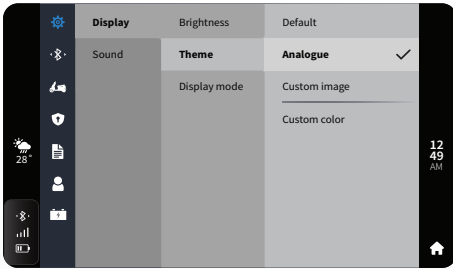 Display
Sound
Brightness
Theme
Display mode
Default
Analogue
Custom image
Custom color
28°
12
49
AM